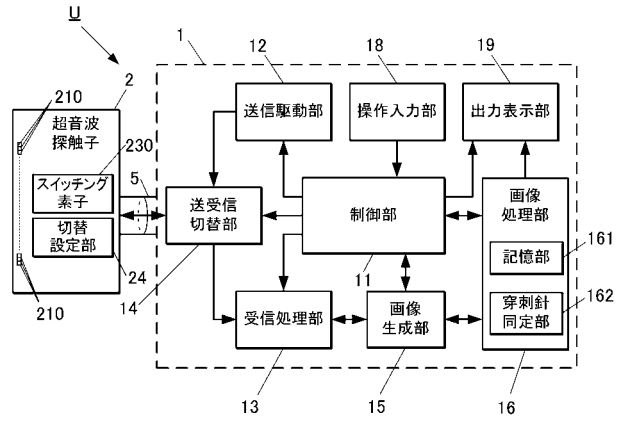 U
1
12
18
19
2
210
超音波
探触子
230
スイッチング
素子
切替
設定部
24
210
5
送信駆動部
操作入力部
出力表示部
送受信
切替部
14
制御部
11
画像
処理部
記憶部
161
穿刺針
同定部
162
受信処理部
画像
生成部
13
15
16